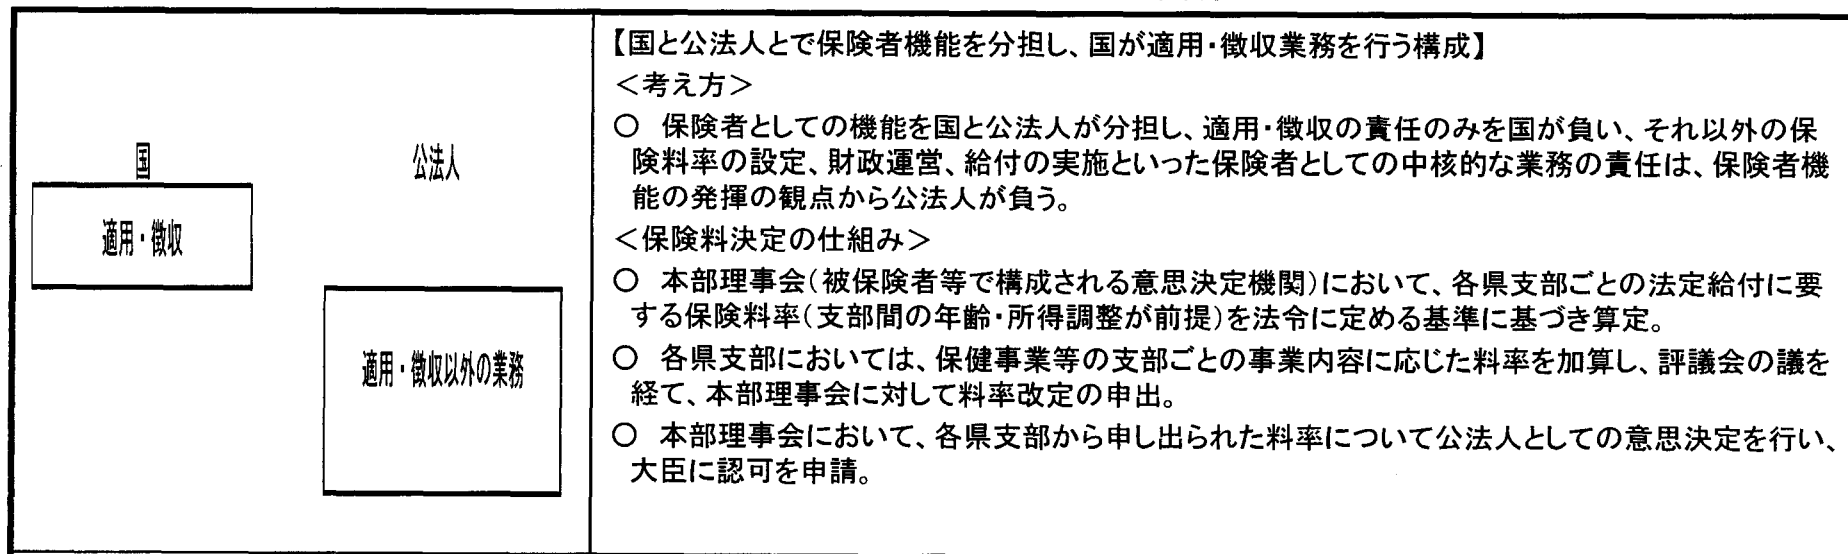 国
公法人
適用・徴収
適用・徴収以外の業務
【国と公法人とで保険者機能を分担し、国が適用・徴収業務を行う構成】
＜考え方＞
○　保険者としての機能を国と公法人が分担し、適用・徴収の責任のみを国が負い、それ以外の保
険料率の設定、財政運営、給付の実施といった保険者としての中核的な業務の責任は、保険者機
能の発揮の観点から公法人が負う。
＜保険料決定の仕組み＞
○　本部理事会（被保険者等で構成される意思決定機関）において、各県支部ごとの法定給付に要
する保険料率（支部間の年齢・所得調整が前提）を法令に定める基準に基づき算定。
○　各県支部においては、保健事業等の支部ごとの事業内容に応じた料率を加算し、評議会の議を
経て、本部理事会に対して料率改定の申出。
○　本部理事会において、各県支部から申し出られた料率について公法人としての意思決定を行い、
大臣に認可を申請。